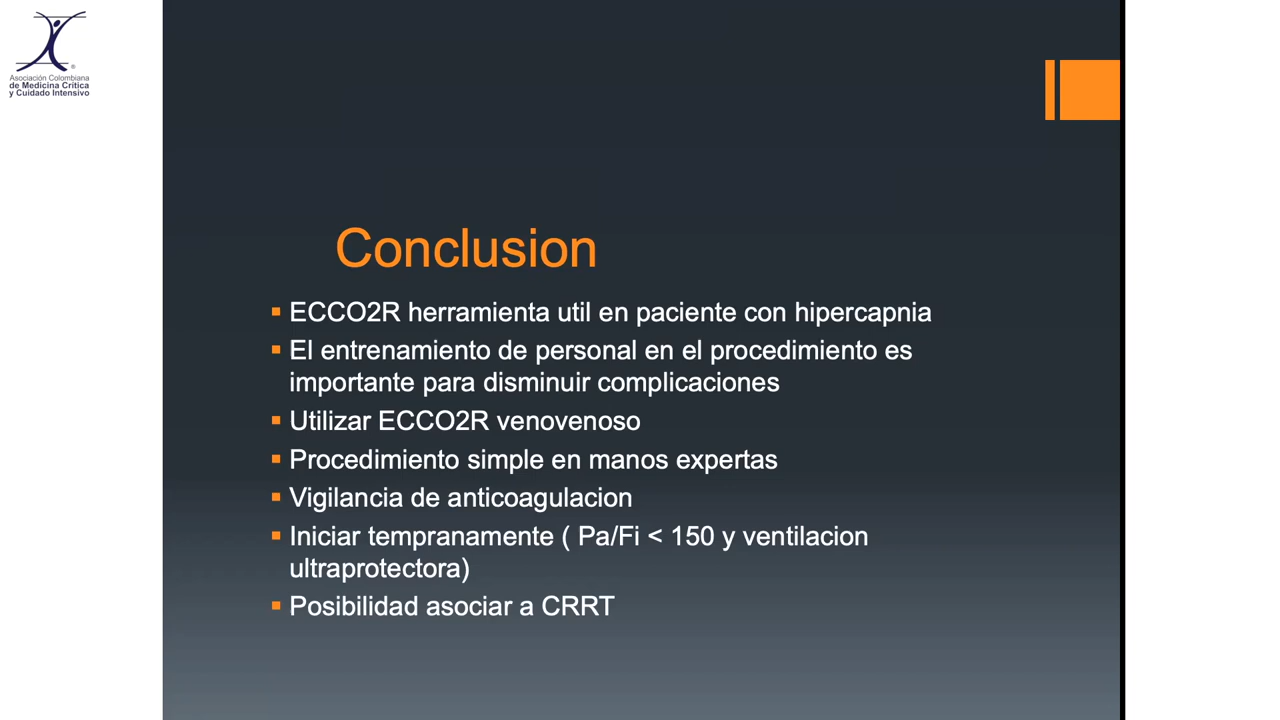 Asociación Colombiana
de Medicina Crítica
y Cuidado Intensivo
Conclusion
ECCO2R herramienta util en paciente con hipercapnia
El entrenamiento de personal en el procedimiento es
importante para disminuir complicaciones
Utilizar ECCO2R venovenoso
Procedimiento simple en manos expertas
Vigilancia de anticoagulacion
Iniciar tempranamente ( Pa/Fi < 150 y ventilacion
ultraprotectora)
Posibilidad asociar a CRRT